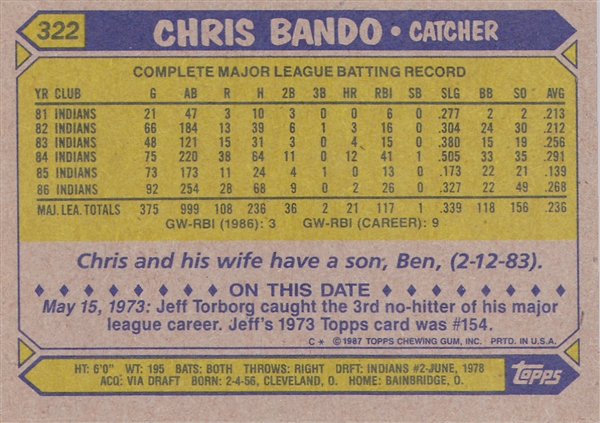 322 CHRIS BANDO • CATCHER
COMPLETE MAJOR LEAGUE BATTING RECORD
YR CLUB G AB R H 2B 3B HR RBI SB SLG BB SO AVG
81 INDIANS 21 47 3 10 3 0 0 6 0 .277 2 2 .213
82 INDIANS 66 184 13 39 6 1 3 16 0 .304 24 30 .212
83 INDIANS 48 121 15 31 3 0 4 15 0 .380 15 19 .256
84 INDIANS 75 220 38 64 11 0 12 41 1 .505 33 35 .291
85 INDIANS 73 173 11 24 4 1 0 13 0 .173 22 21 .139
86 INDIANS 92 254 28 68 9 0 2 26 0 .327 22 49 .268
MAJ. LEA. TOTALS 375 999 108 236 36 2 21 117 1 .339 118 156 .236
GW-RBI (1986): 3 GW-RBI (CAREER): 9
Chris and his wife have a son, Ben, (2-12-83).
ON THIS DATE
May 15, 1973: Jeff Torborg caught the 3rd no-hitter of his major
league career. Jeff's 1973 Topps card was #154.
C * ©1987 TOPPS CHEWING GUM, INC. PRTD. IN U.S.A.
HT: 6'0" WT: 195 BATS: BOTH THROWS: RIGHT DRFT: INDIANS #2-JUNE, 1978
ACQ: VIA DRAFT BORN: 2-4-56, CLEVELAND, O. HOME: BAINBRIDGE, O.
Topps